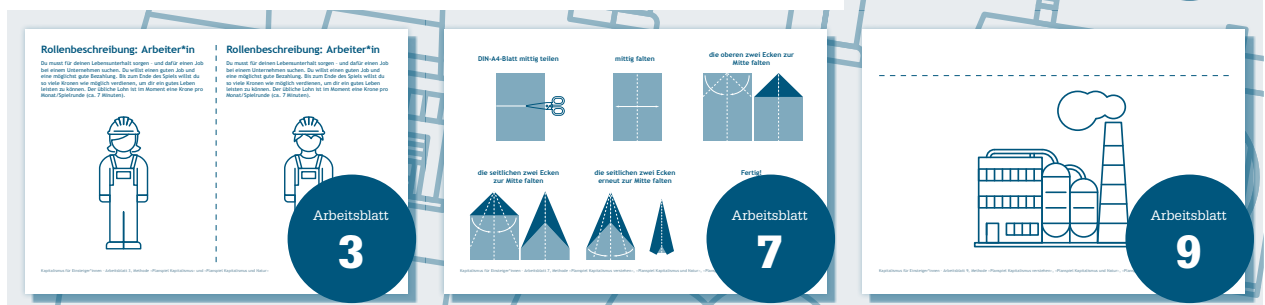 Rollenbeschreibung: Arbeiter*in
Du musst für deinen Lebensunterhalt sorgen – und dafür einen Job
bei einem Unternehmen suchen. Du willst einen guten Job und
eine möglichst gute Bezahlung. Bis zum Ende des Spiels willst du
so viele Kronen wie möglich verdienen, um dir ein gutes Leben
leisten zu können. Der übliche Lohn ist im Moment eine Krone pro
Monat/Spielrunde (ca. 7 Minuten).
Rollenbeschreibung: Arbeiter*in
Du musst für deinen Lebensunterhalt sorgen – und dafür einen Job
bei einem Unternehmen suchen. Du willst einen guten Job und
eine möglichst gute Bezahlung. Bis zum Ende des Spiels willst du
so viele Kronen wie möglich verdienen, um dir ein gutes Leben
leisten zu können. Der übliche Lohn ist im Moment eine Krone pro
Monat/Spielrunde (ca. 7 Minuten).
Arbeitsblatt
3
DIN-A4-Blatt mittig teilen
mittig falten
die oberen zwei Ecken zur
Mitte falten
die seitlichen zwei Ecken
zur Mitte falten
die seitlichen zwei Ecken
erneut zur Mitte falten
Fertig!
Arbeitsblatt
7
Arbeitsblatt
9